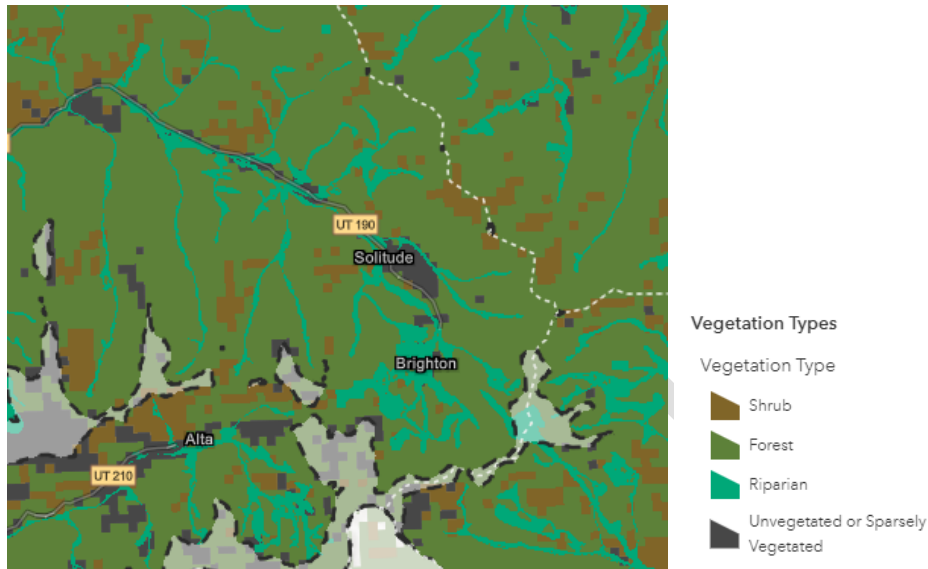 UT 190
Solitude
Brighton
Alta
UT 210
Vegetation Types
Vegetation Type
Shrub
Forest
Riparian
Unvegetated or Sparsely
Vegetated